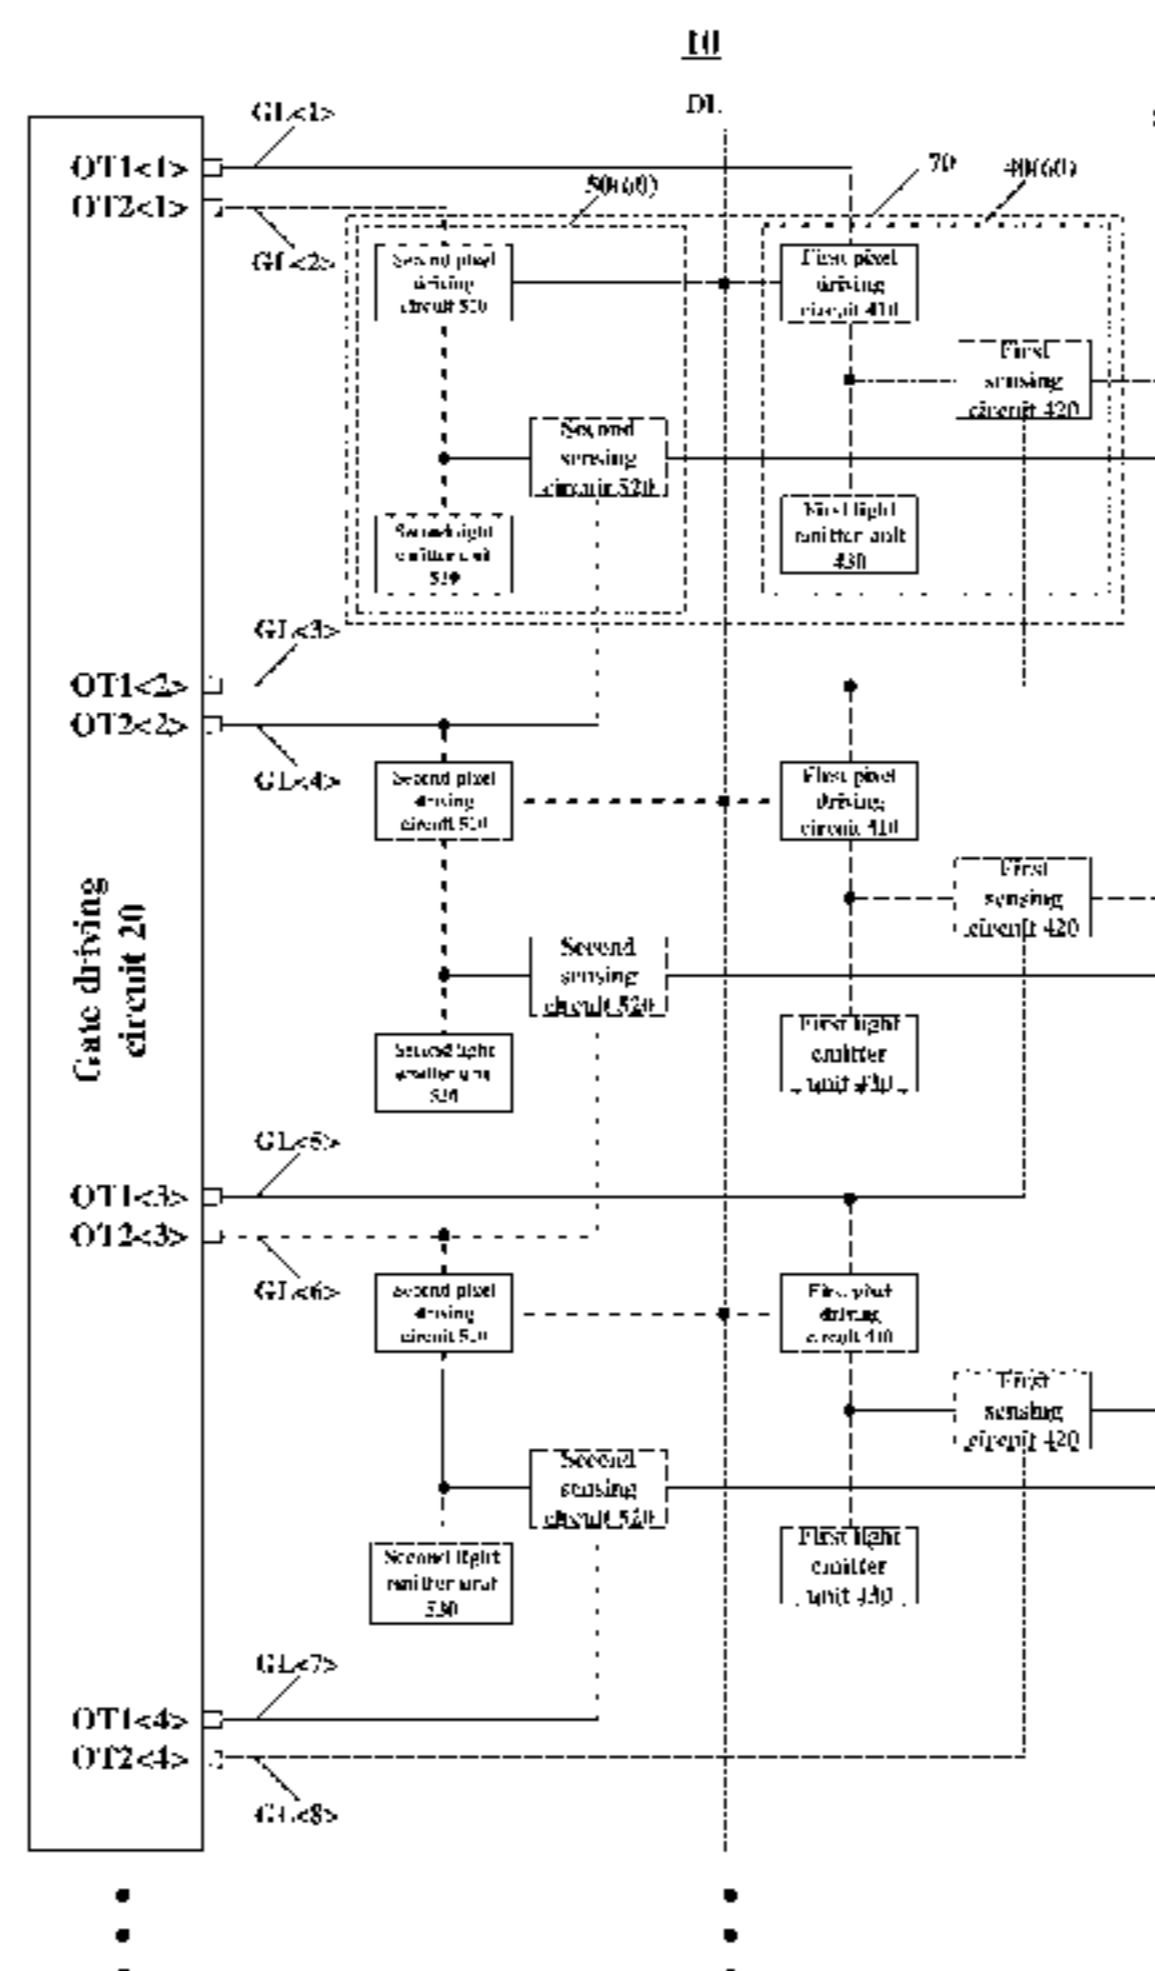 10
DL
GL<1>
OT1<1>
70
40(60)
50(60)
OT2<1>
GL<2>
Second pixel
driving
circuit 510
First pixel
driving
circuit 410
First
sensing
circuit 420
Second
sensing
circuit 520
Second light
emitter unit
530
First light
emitter unit
430
GL<3>
OT1<2>
OT2<2>
GL<4>
Second pixel
driving
circuit 510
First pixel
driving
circuit 410
First
sensing
circuit 420
Second
sensing
circuit 520
First light
emitter
unit 430
Second light
emitter unit
530
Gate driving
circuit 20
GL<5>
OT1<3>
OT2<3>
GL<6>
Second pixel
driving
circuit 510
First pixel
driving
circuit 410
First
sensing
circuit 420
Second
sensing
circuit 520
First light
emitter
unit 430
Second light
emitter unit
530
GL<7>
OT1<4>
OT2<4>
GL<8>